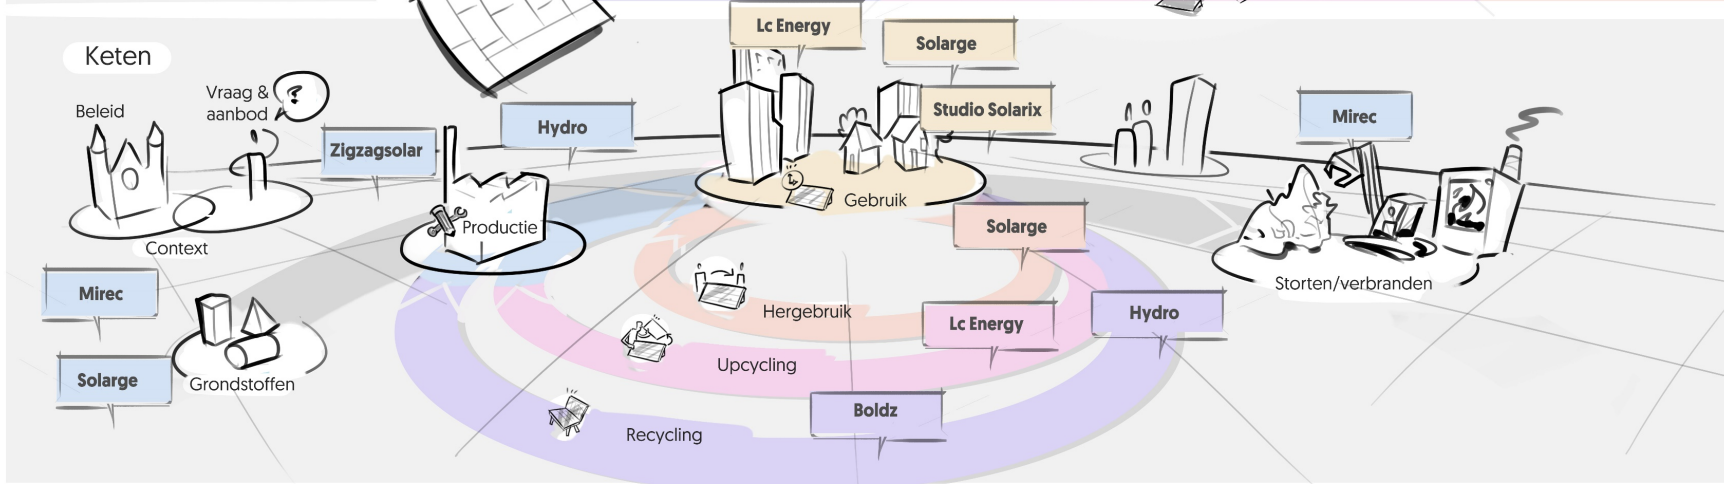 Keten
Lc Energy
Solarge
Beleid
Vraag &
aanbod
?
Zigzagsolar
Hydro
Studio Solarix
Mirec
Gebruik
Productie
Context
Solarge
Mirec
Storten/verbranden
Hergebruik
Lc Energy
Hydro
Solarge
Grondstoffen
Upcycling
Boldz
Recycling